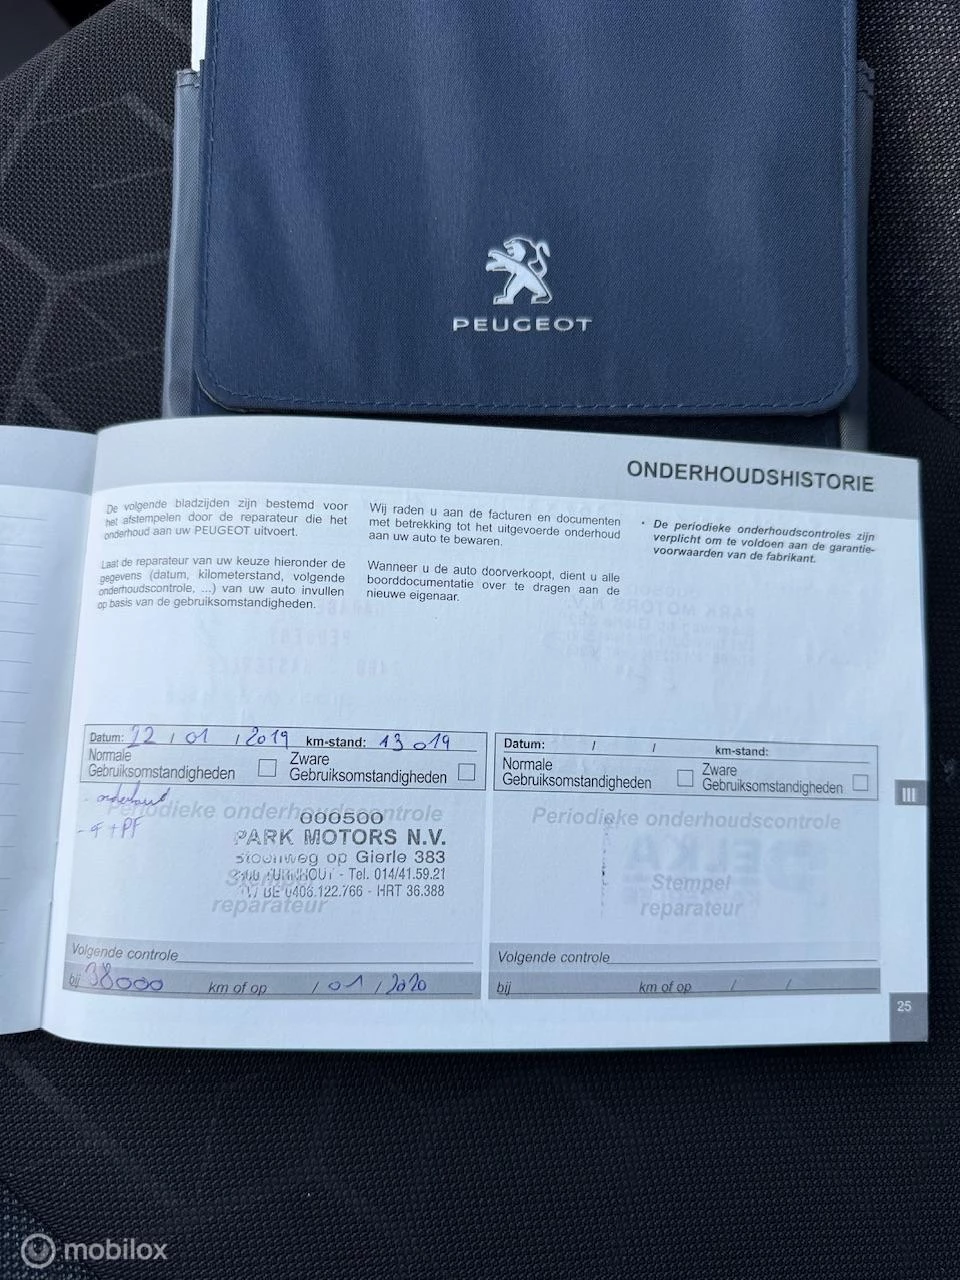 PEUGEOT
ONDERHOUDSHISTORIE
De volgende bladzijden zijn bestemd voor
het afstempelen door de reparateur die het
onderhoud aan uw PEUGEOT uitvoert.
Laat de reparateur van uw keuze hieronder de
gegevens (datum, kilometerstand, volgende
onderhoudscontrole, ...) van uw auto invullen
op basis van de gebruiksomstandigheden.
Wij raden u aan de facturen en documenten
met betrekking tot het uitgevoerde onderhoud
aan uw auto te bewaren.
Wanneer u de auto doorverkoopt, dient u alle
boorddocumentatie over te dragen aan de
nieuwe eigenaar.
• De periodieke onderhoudscontroles zijn
verplicht om te voldoen aan de garantie-
voorwaarden van de fabrikant.
Datum: 22 / 01 / 2019 km-stand: 13 019
Normale
Gebruiksomstandigheden
Zware
Gebruiksomstandigheden
- onderhoud
Periodieke onderhoudscontrole
000500
PARK MOTORS N.V.
Steenweg op Gierle 383
2300 TURNHOUT - Tel. 014/41.59.21
BE 0406.122.766 - HRT 36.388
Stempel
reparateur
Volgende controle
bij 38000 km of op / 01 / 2020
Datum: / / km-stand:
Normale
Gebruiksomstandigheden
Zware
Gebruiksomstandigheden
Periodieke onderhoudscontrole
Stempel
reparateur
Volgende controle
bij km of op / /
III
25
mobilox